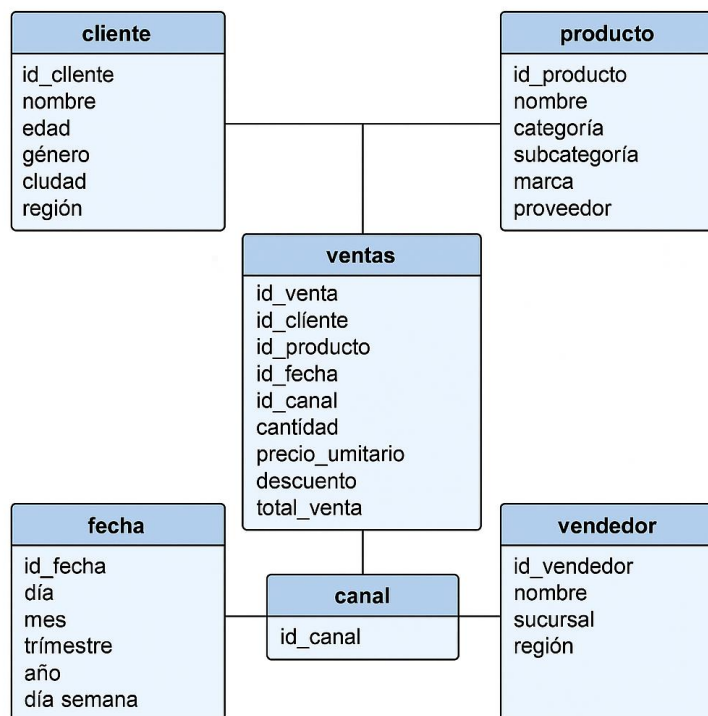 cliente
id_cllente
nombre
edad
género
cludad
región
producto
id_producto
nombre
categoría
subcategoría
marca
proveedor
ventas
id_venta
id_clíente
id_producto
id_fecha
id_canal
cantídad
precio_umitario
descuento
total_venta
fecha
id_fecha
día
mes
trímestre
año
día semana
canal
id_canal
vendedor
id_vendedor
nombre
sucursal
región